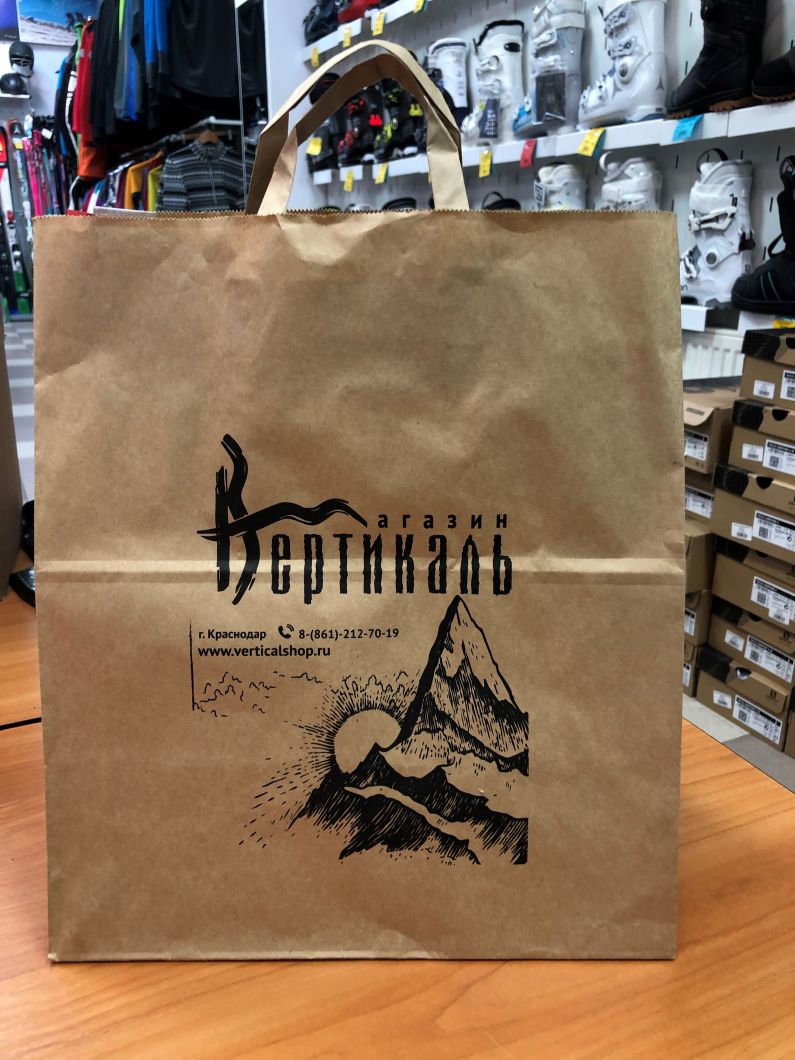 магазин
Вертикаль
г. Краснодар 8-(861)-212-70-19
www.verticalshop.ru